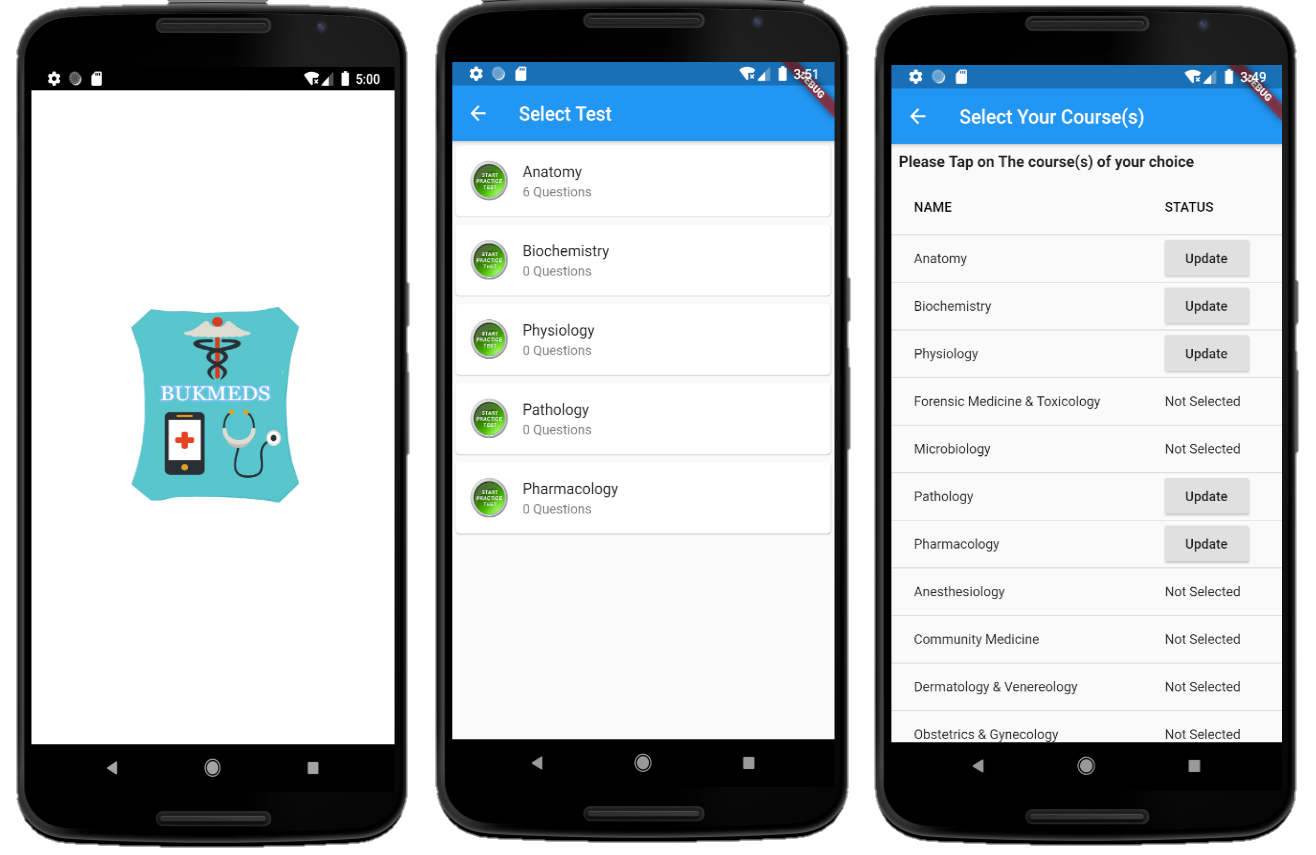 5:00
BUKMEDS
3:51
DEBUG
Select Test
START
PRACTICE
TEST
Anatomy
6 Questions
START
PRACTICE
TEST
Biochemistry
0 Questions
START
PRACTICE
TEST
Physiology
0 Questions
START
PRACTICE
TEST
Pathology
0 Questions
START
PRACTICE
TEST
Pharmacology
0 Questions
3:49
DEBUG
Select Your Course(s)
Please Tap on The course(s) of your choice
NAME STATUS
Anatomy Update
Biochemistry Update
Physiology Update
Forensic Medicine & Toxicology Not Selected
Microbiology Not Selected
Pathology Update
Pharmacology Update
Anesthesiology Not Selected
Community Medicine Not Selected
Dermatology & Venereology Not Selected
Obstetrics & Gynecology Not Selected